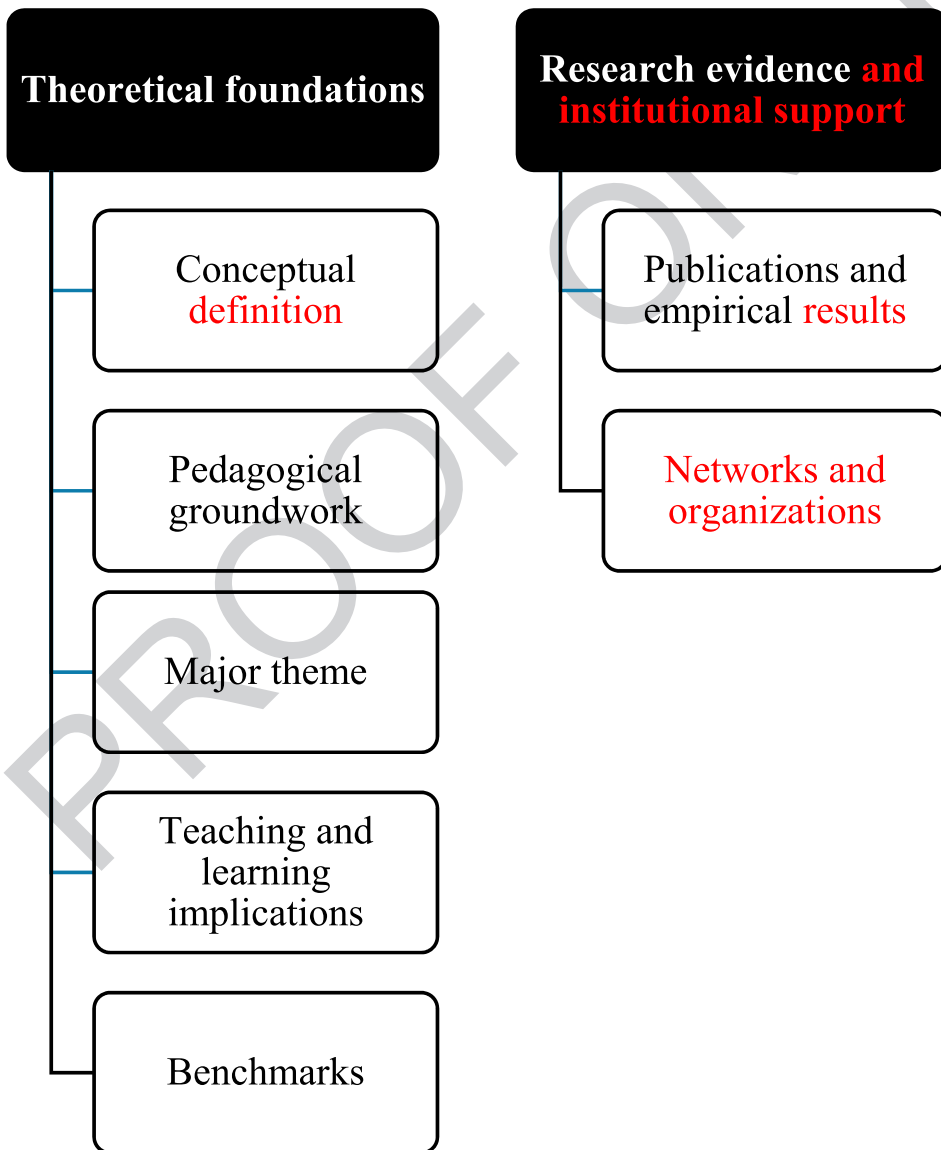 Theoretical foundations
Conceptual
definition
Pedagogical
groundwork
Major theme
Teaching and
learning
implications
Benchmarks
Research evidence and
institutional support
Publications and
empirical results
Networks and
organizations
PROOF